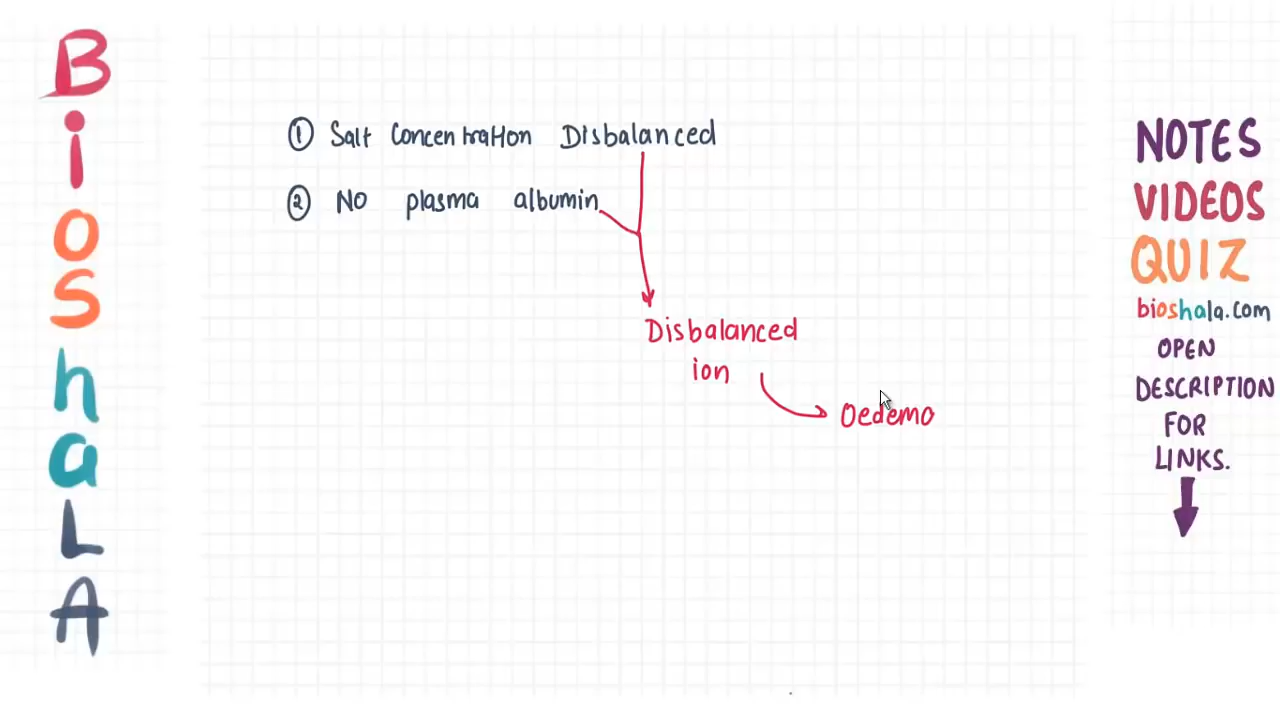 BioShaLA
① Salt Concentration Disbalanced
② No plasma albumin
Disbalanced
ion
Oedema
NOTES
VIDEOS
QUIZ
bioshala.com
OPEN
DESCRIPTION
FOR
LINKS.